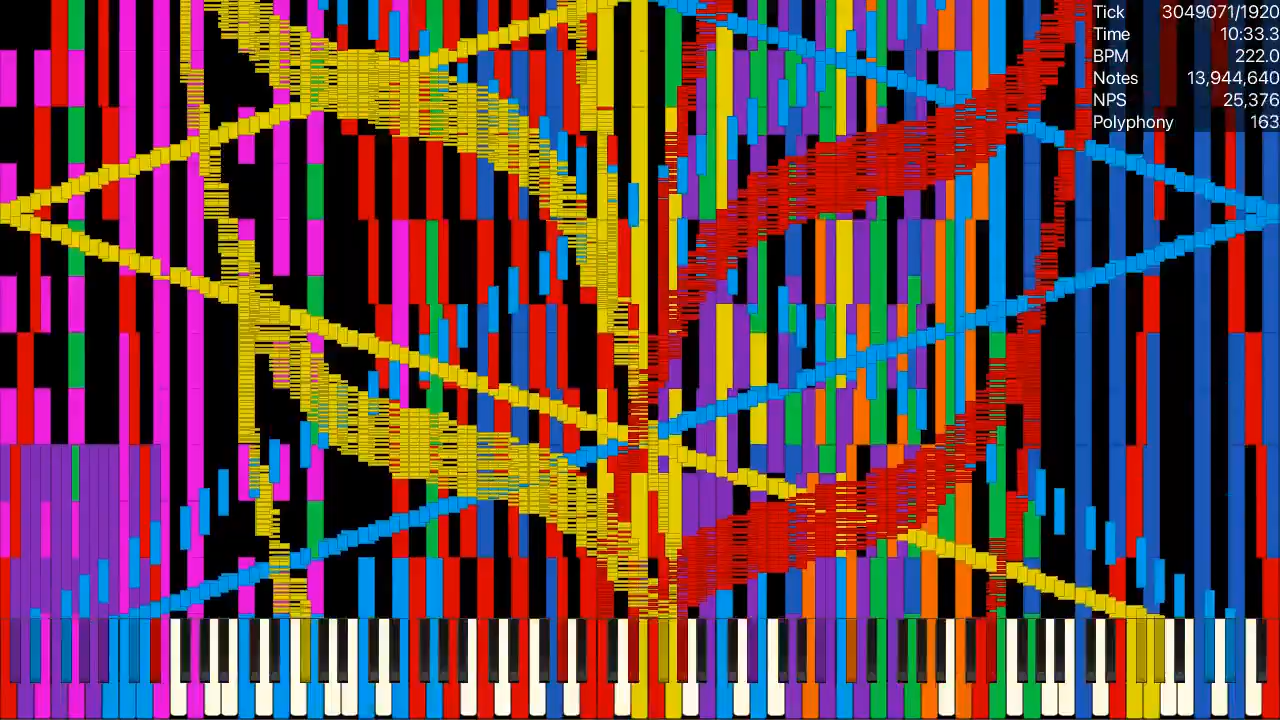 Tick 3049071/1920
Time 10:33.3
BPM 222.0
Notes 13,944,640
NPS 25,376
Polyphony 163